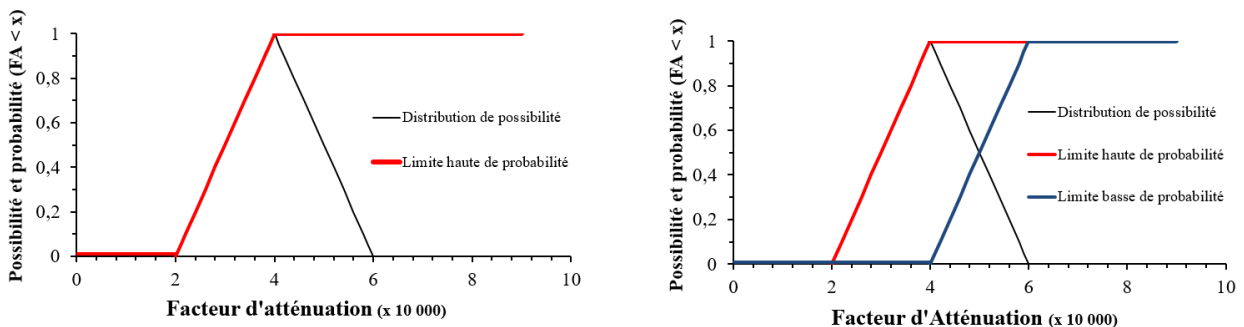 Possibilité et probabilité (FA < x)
1
0,8
0,6
0,4
0,2
0
0 2 4 6 8 10
Distribution de possibilité
Limite haute de probabilité
Facteur d'atténuation (x 10 000)
Possibilité et probabilité (FA < x)
1
0,8
0,6
0,4
0,2
0
0 2 4 6 8 10
Distribution de possibilité
Limite haute de probabilité
Limite basse de probabilité
Facteur d'Atténuation (x 10 000)